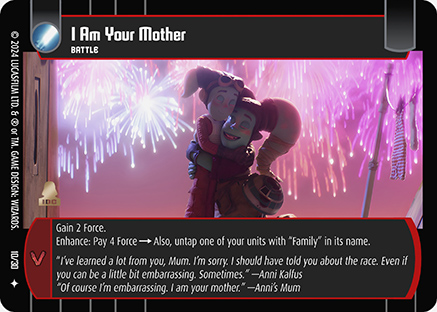 I Am Your Mother
BATTLE
© 2024 LUCASFILM LTD. & ® or TM. GAME DESIGN: WIZARDS.
IDC
Gain 2 Force.
Enhance: Pay 4 Force → Also, untap one of your units with "Family" in its name.
"I've learned a lot from you, Mum. I'm sorry. I should have told you about the race. Even if
you can be a little bit embarrassing. Sometimes." —Anni Kalfus
"Of course I'm embarrassing. I am your mother." —Anni's Mum
V
10/30